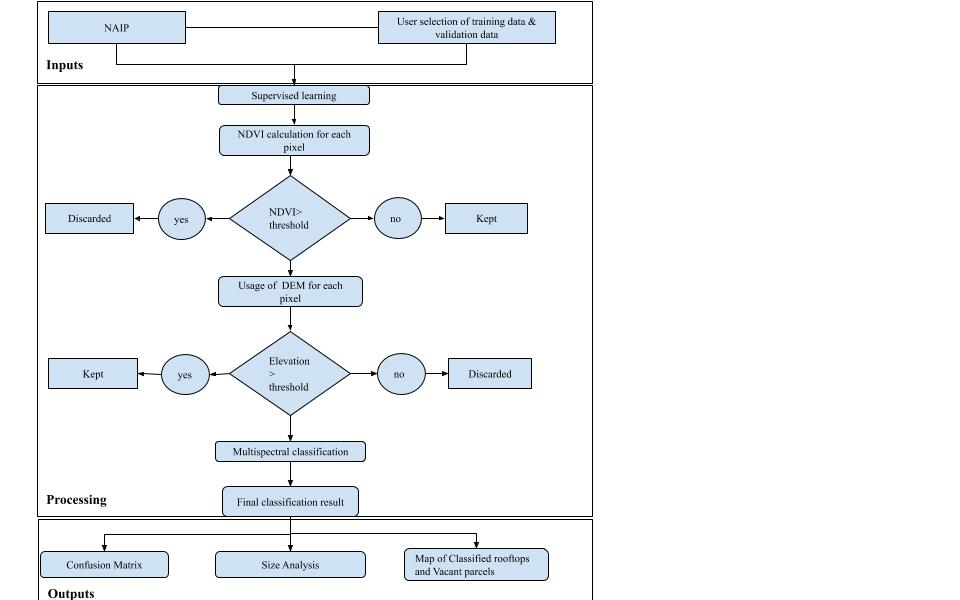 NAIP
User selection of training data &
validation data
Inputs
Supervised learning
NDVI calculation for each
pixel
NDVI>
threshold
Discarded
yes
no
Kept
Usage of DEM for each
pixel
Elevation
>
threshold
Kept
yes
no
Discarded
Multispectral classification
Processing
Final classification result
Confusion Matrix
Size Analysis
Map of Classified rooftops
and Vacant parcels
Outputs